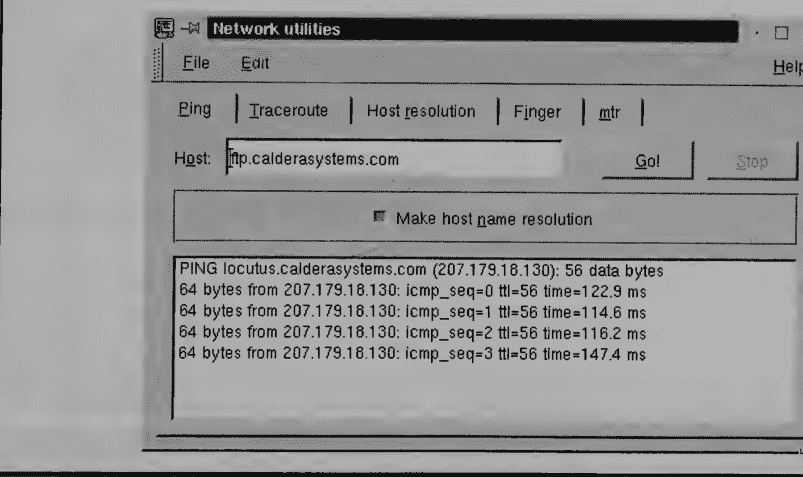 Network utilities
File Edit Help
Ping Traceroute Host resolution Finger mtr
Host: ftp.calderasystems.com Go! Stop
Make host name resolution
PING locutus.calderasystems.com (207.179.18.130): 56 data bytes
64 bytes from 207.179.18.130: icmp_seq=0 ttl=56 time=122.9 ms
64 bytes from 207.179.18.130: icmp_seq=1 ttl=56 time=114.6 ms
64 bytes from 207.179.18.130: icmp_seq=2 ttl=56 time=116.2 ms
64 bytes from 207.179.18.130: icmp_seq=3 ttl=56 time=147.4 ms